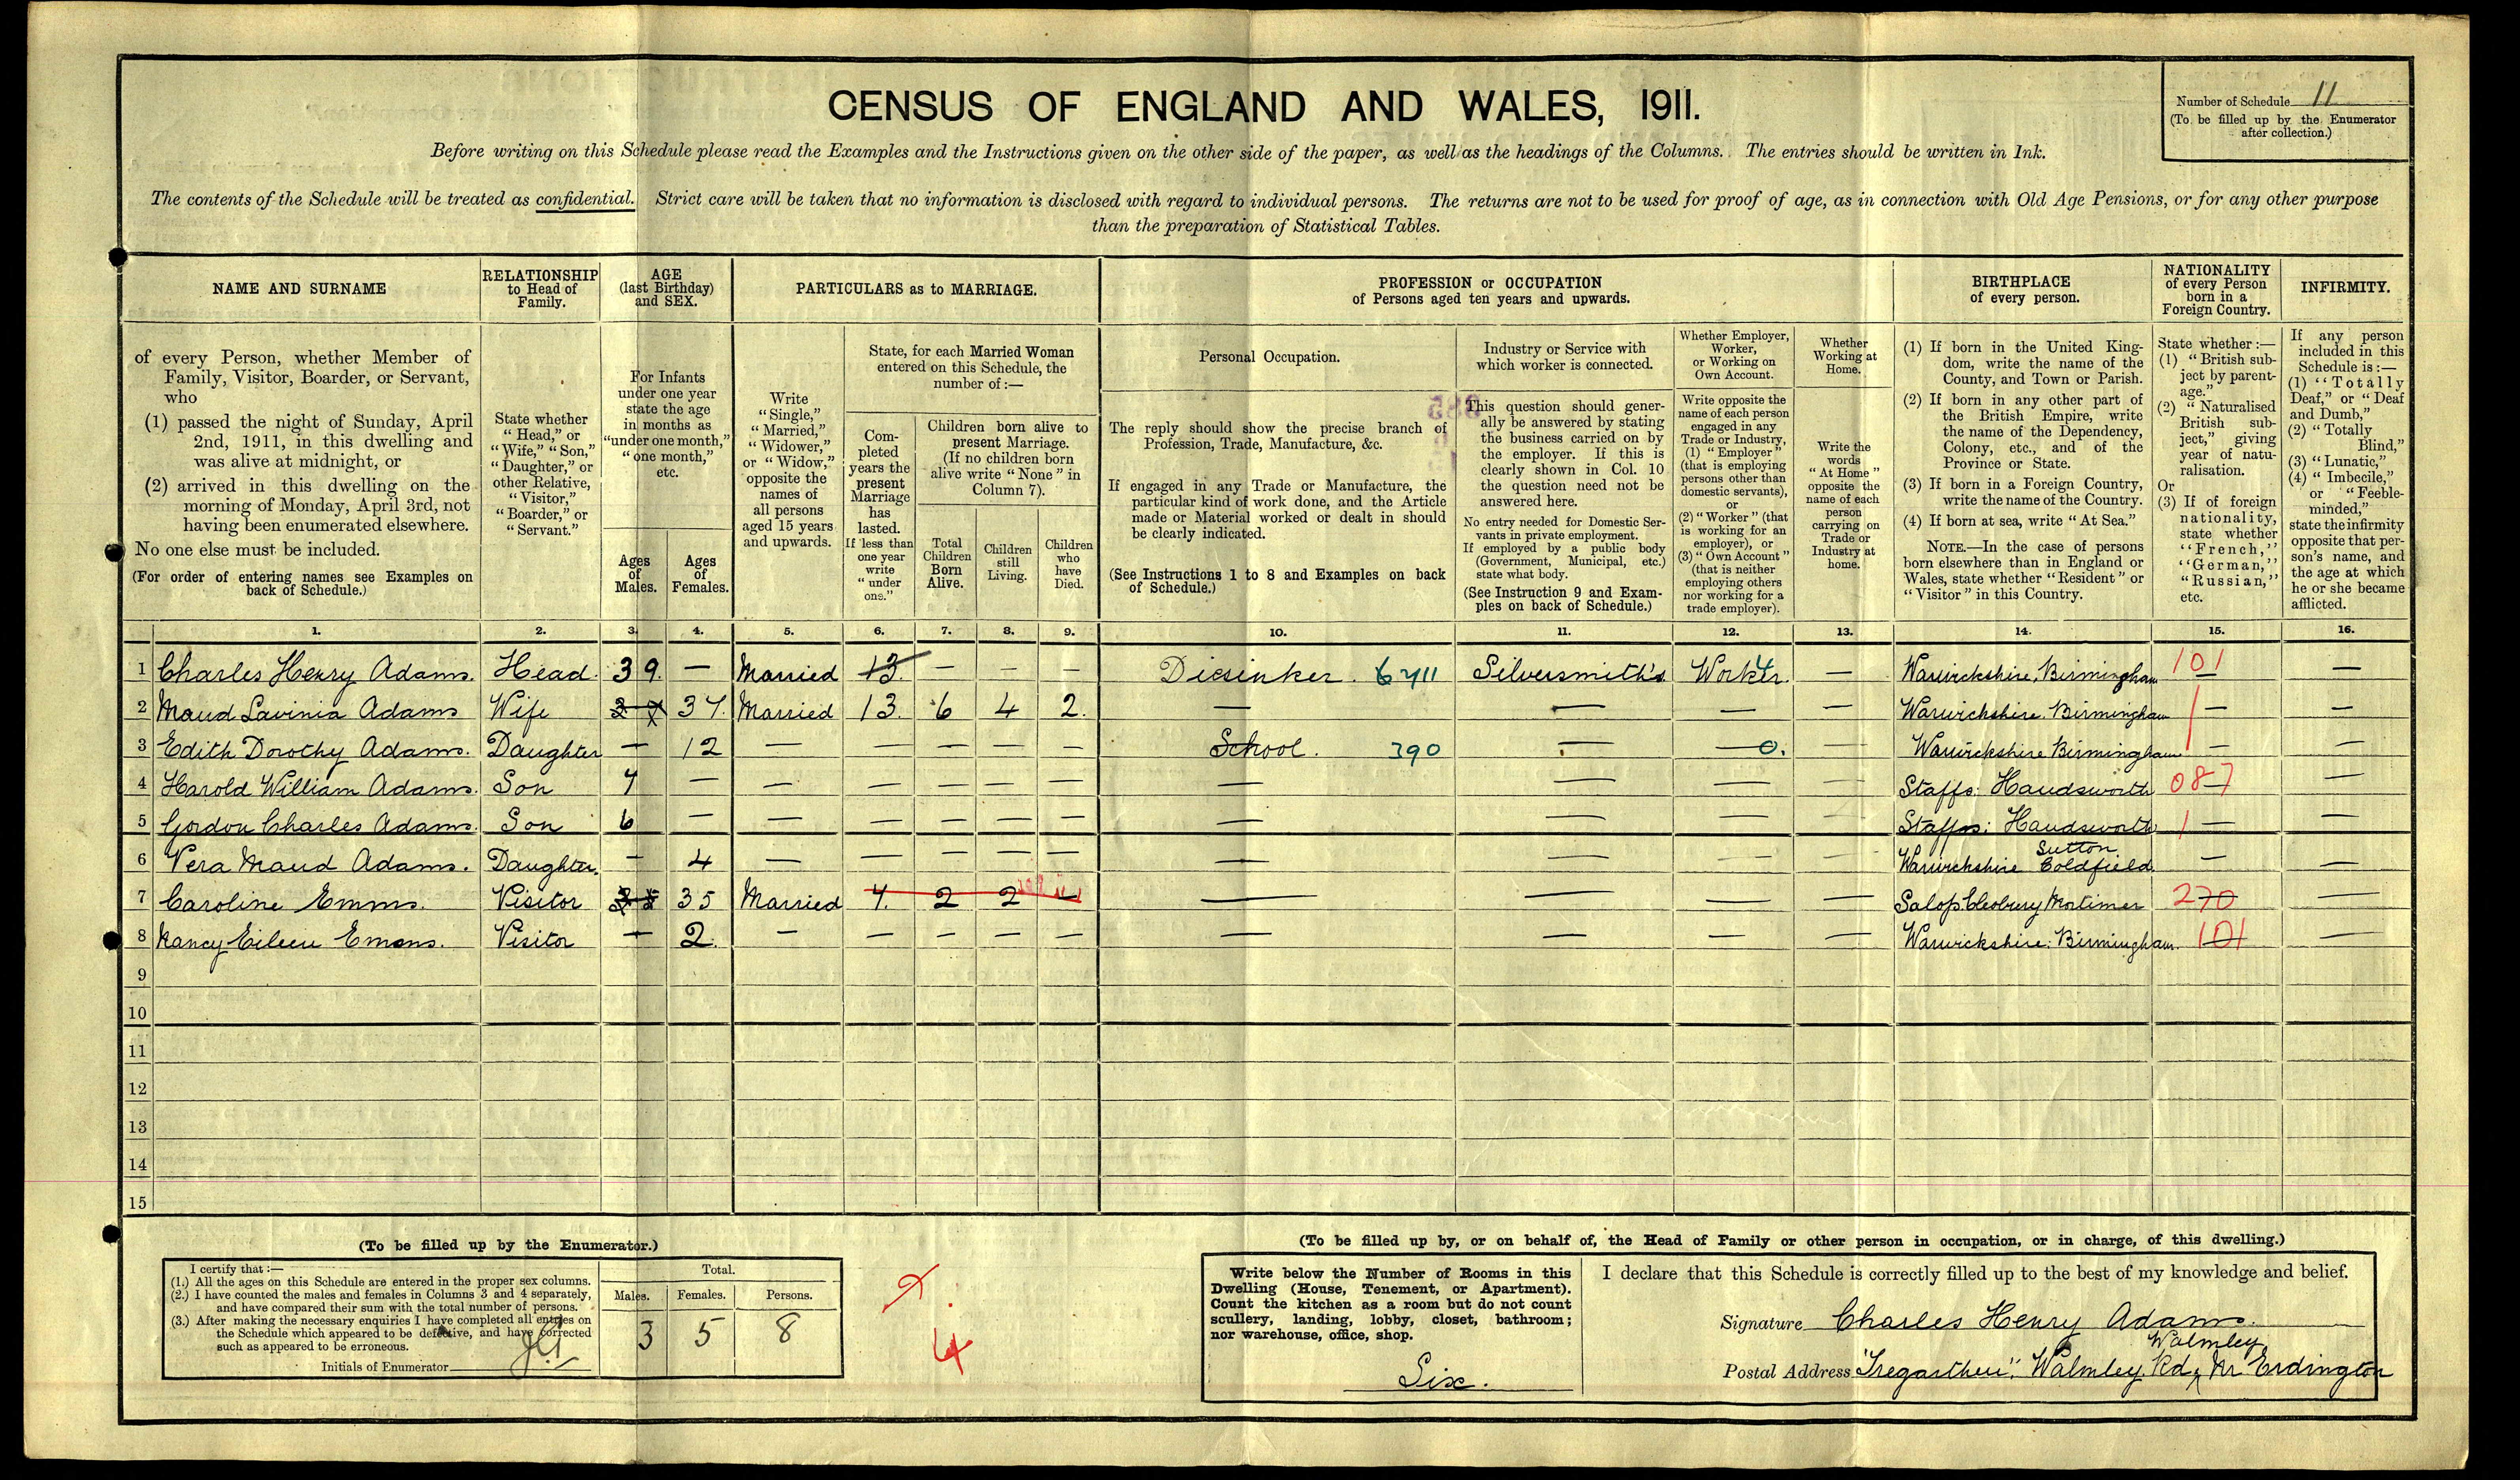 CENSUS OF ENGLAND AND WALES, 1911.
Number of Schedule 11
(To be filled up by the Enumerator
after collection.)
Before writing on this Schedule please read the Examples and the Instructions given on the other side of the paper, as well as the headings of the Columns. The entries should be written in Ink.
The contents of the Schedule will be treated as confidential. Strict care will be taken that no information is disclosed with regard to individual persons. The returns are not to be used for proof of age, as in connection with Old Age Pensions, or for any other purpose
than the preparation of Statistical Tables.
NAME AND SURNAME
of every Person, whether Member of
Family, Visitor, Boarder, or Servant,
who
(1) passed the night of Sunday, April
2nd, 1911, in this dwelling and
was alive at midnight, or
(2) arrived in this dwelling on the
morning of Monday, April 3rd, not
having been enumerated elsewhere.
No one else must be included.
(For order of entering names see Examples on
back of Schedule.)
RELATIONSHIP
to Head of
Family.
State whether
"Head," or
"Wife," "Son,"
"Daughter," or
other Relative,
"Visitor,"
"Boarder," or
"Servant."
AGE
(last Birthday)
and SEX.
For Infants
under one year
state the age
in months as
"under one month,"
"one month,"
etc.
Ages
of
Males.
Ages
of
Females.
PARTICULARS as to MARRIAGE.
Write
"Single,"
"Married,"
"Widower,"
or "Widow,"
opposite the
names of
all persons
aged 15 years
and upwards.
State, for each Married Woman
entered on this Schedule, the
number of:—
Com-
pleted
years the
present
Marriage
has
lasted.
If less than
one year
write
"under
one."
Children born alive to
present Marriage.
(If no children born
alive write "None" in
Column 7).
Total
Children
Born
Alive.
Children
still
Living.
Children
who
have
Died.
PROFESSION or OCCUPATION
of Persons aged ten years and upwards.
Personal Occupation.
The reply should show the precise branch of
Profession, Trade, Manufacture, &c.
If engaged in any Trade or Manufacture, the
particular kind of work done, and the Article
made or Material worked or dealt in should
be clearly indicated.
(See Instructions 1 to 8 and Examples on back
of Schedule.)
Industry or Service with
which worker is connected.
This question should gener-
ally be answered by stating
the business carried on by
the employer. If this is
clearly shown in Col. 10
the question need not be
answered here.
No entry needed for Domestic Ser-
vants in private employment.
If employed by a public body
(Government, Municipal, etc.)
state what body.
(See Instruction 9 and Exam-
ples on back of Schedule.)
Whether Employer,
Worker,
or Working on
Own Account.
Write opposite the
name of each person
engaged in any
Trade or Industry,
(1) "Employer"
(that is employing
persons other than
domestic servants),
or
(2) "Worker" (that
is working for an
employer), or
(3) "Own Account"
(that is neither
employing others
nor working for a
trade employer).
Whether
Working at
Home.
Write the
words
"At Home"
opposite the
name of each
person
carrying on
Trade or
Industry at
home.
BIRTHPLACE
of every person.
(1) If born in the United King-
dom, write the name of the
County, and Town or Parish.
(2) If born in any other part of
the British Empire, write
the name of the Dependency,
Colony, etc., and of the
Province or State.
(3) If born in a Foreign Country,
write the name of the Country.
(4) If born at sea, write "At Sea."
NOTE.—In the case of persons
born elsewhere than in England or
Wales, state whether "Resident" or
"Visitor" in this Country.
NATIONALITY
of every Person
born in a
Foreign Country.
State whether:—
(1) "British sub-
ject by parent-
age."
(2) "Naturalised
British sub-
ject," giving
year of natu-
ralisation.
Or
(3) If of foreign
nationality,
state whether
"French,"
"German,"
"Russian,"
etc.
INFIRMITY.
If any person
included in this
Schedule is:—
(1) "Totally
Deaf," or "Deaf
and Dumb,"
(2) "Totally
Blind,"
(3) "Lunatic,"
(4) "Imbecile,"
or "Feeble-
minded,"
state the infirmity
opposite that per-
son's name, and
the age at which
he or she became
afflicted.
1. 2. 3. 4. 5. 6. 7. 8. 9. 10. 11. 12. 13. 14. 15. 16.
1 Charles Henry Adams. Head. 39. — Married 13. — — — Diesinker. 6711 Silversmith's Worker. 4 — Warwickshire, Birmingham 101 —
2 Maud Lavinia Adams Wife 37. Married 13. 6 4 2. — — — — Warwickshire. Birmingham — —
3 Edith Dorothy Adams. Daughter — 12 — — — — — School. 390 — 0. — Warwickshire Birmingham — —
4 Harold William Adams. Son 7 — — — — — — — — — — Staffs: Handsworth 087 —
5 Gordon Charles Adams. Son 6 — — — — — — — — — — Staffs: Handsworth — —
6 Vera Maud Adams. Daughter. — 4 — — — — — — — — — Warwickshire Sutton Coldfield. — —
7 Caroline Emms. Visitor 35 Married 4. 2 2 — — — — — Salop Cleobury Mortimer 270 —
8 Nancy Eileen Emms. Visitor — 2. — — — — — — — — — Warwickshire: Birmingham. 101 —
9
10
11
12
13
14
15
(To be filled up by the Enumerator.)
I certify that:—
(1.) All the ages on this Schedule are entered in the proper sex columns.
(2.) I have counted the males and females in Columns 3 and 4 separately,
and have compared their sum with the total number of persons.
(3.) After making the necessary enquiries I have completed all entries on
the Schedule which appeared to be defective, and have corrected
such as appeared to be erroneous.
Initials of Enumerator
Total.
Males. Females. Persons.
3 5 8
4
(To be filled up by, or on behalf of, the Head of Family or other person in occupation, or in charge, of this dwelling.)
Write below the Number of Rooms in this
Dwelling (House, Tenement, or Apartment).
Count the kitchen as a room but do not count
scullery, landing, lobby, closet, bathroom;
nor warehouse, office, shop.
Six.
I declare that this Schedule is correctly filled up to the best of my knowledge and belief.
Signature Charles Henry Adams.
Walmley
Postal Address "Tregarthen". Walmley Rd, Nr Erdington